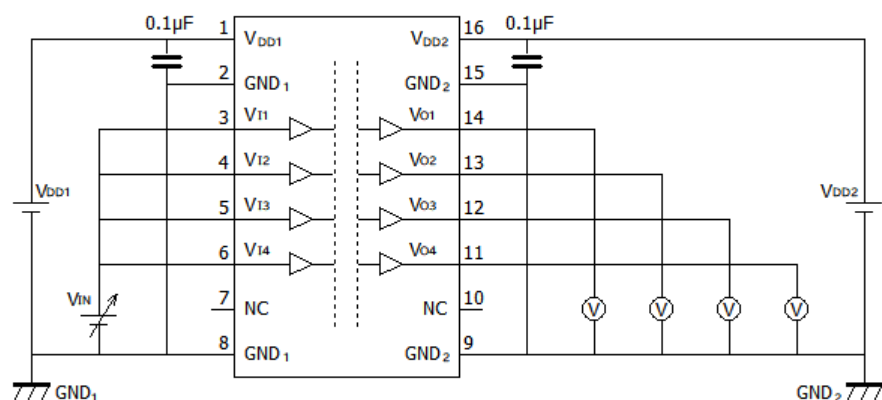 0.1μF 1 16 0.1μF
VDD1 VDD2
2 15
GND1 GND2
3 VI1 VO1 14
4 VI2 VO2 13
VDD1 5 VI3 VO3 12 VDD2
6 VI4 VO4 11
VIN 7 NC NC 10 V V V V
8 GND1 GND2 9
GND1 GND2